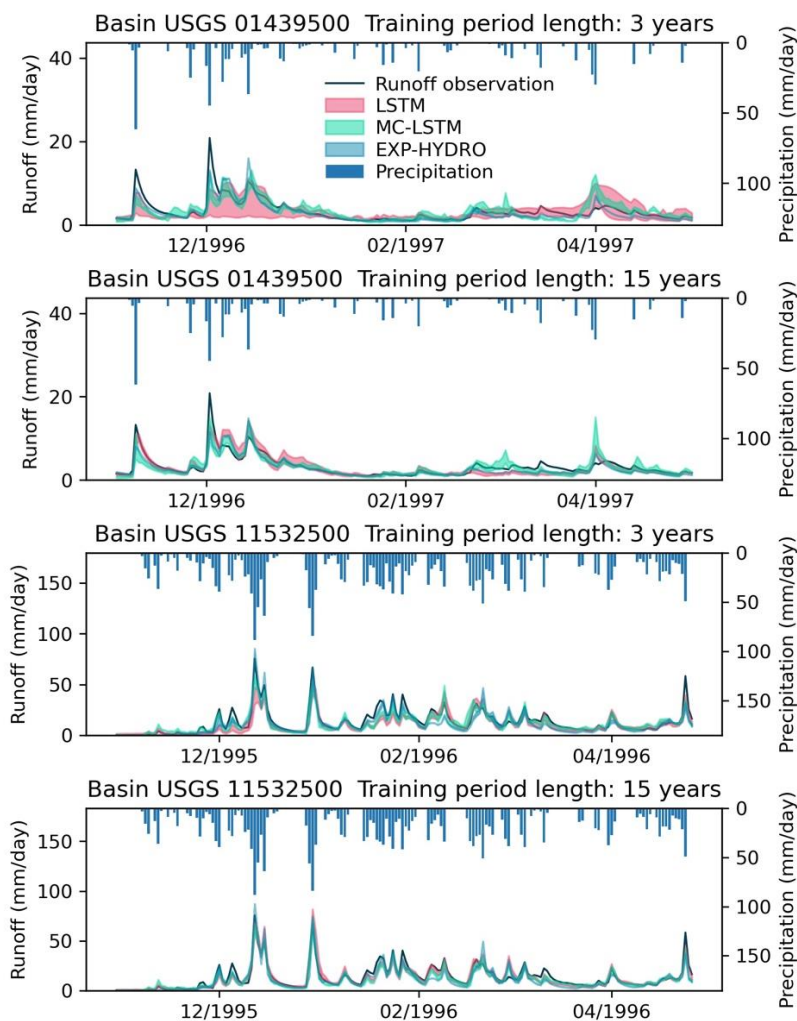 Basin USGS 01439500 Training period length: 3 years
Runoff (mm/day)
40
20
0
Runoff observation
LSTM
MC-LSTM
EXP-HYDRO
Precipitation
0
50
100
Precipitation (mm/day)
12/1996 02/1997 04/1997
Basin USGS 01439500 Training period length: 15 years
Runoff (mm/day)
40
20
0
0
50
100
Precipitation (mm/day)
12/1996 02/1997 04/1997
Basin USGS 11532500 Training period length: 3 years
Runoff (mm/day)
150
100
50
0
0
50
100
150
Precipitation (mm/day)
12/1995 02/1996 04/1996
Basin USGS 11532500 Training period length: 15 years
Runoff (mm/day)
150
100
50
0
0
50
100
150
Precipitation (mm/day)
12/1995 02/1996 04/1996